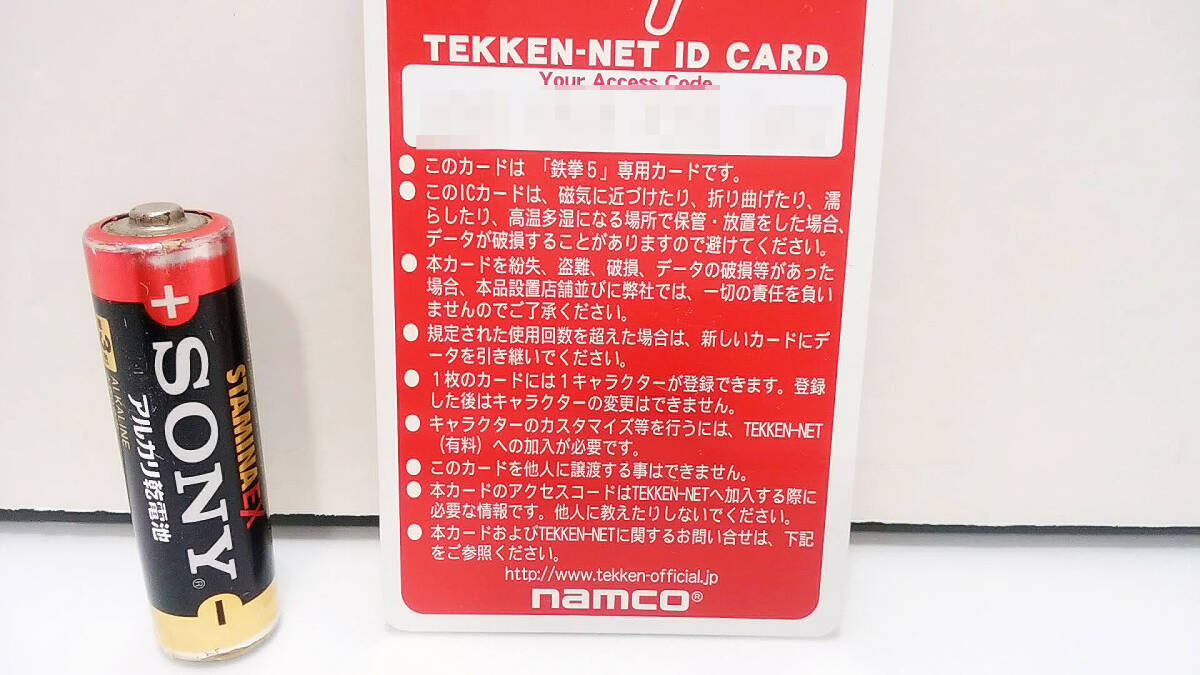 TEKKEN-NET ID CARD
Your Access Code
● このカードは 「鉄拳5」専用カードです。
● このICカードは、磁気に近づけたり、折り曲げたり、濡
らしたり、高温多湿になる場所で保管・放置をした場合、
データが破損することがありますので避けてください。
● 本カードを紛失、盗難、破損、データの破損等があった
場合、本品設置店舗並びに弊社では、一切の責任を負い
ませんのでご了承ください。
● 規定された使用回数を超えた場合は、新しいカードにデ
ータを引き継いでください。
● 1枚のカードには1キャラクターが登録できます。登録
した後はキャラクターの変更はできません。
● キャラクターのカスタマイズ等を行うには、TEKKEN-NET
(有料)への加入が必要です。
● このカードを他人に譲渡する事はできません。
● 本カードのアクセスコードはTEKKEN-NETへ加入する際に
必要な情報です。他人に教えたりしないでください。
● 本カードおよびTEKKEN-NETに関するお問い合せは、下記
をご参照ください。
http://www.tekken-official.jp
namco®
+
STAMINA EX
SONY®
アルカリ乾電池
ALKALINE
−